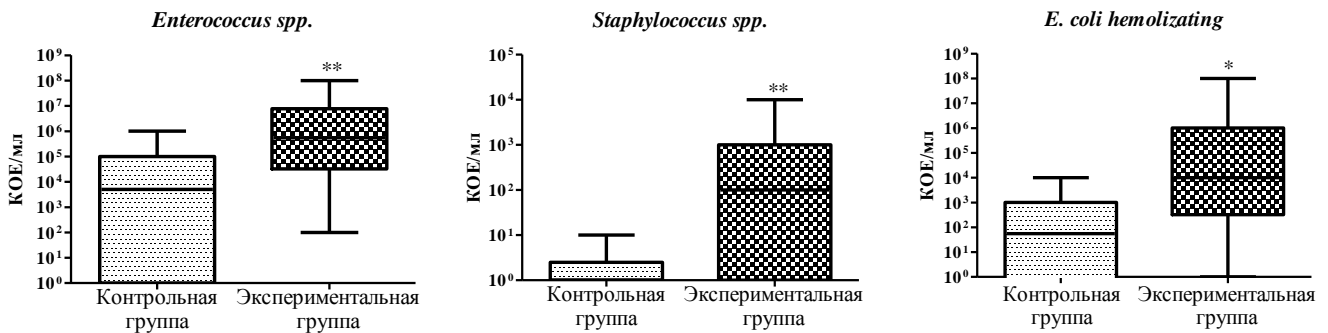 Enterococcus spp.
КОЕ/мл
10⁹
10⁸
10⁷
10⁶
10⁵
10⁴
10³
10²
10¹
10⁰
**
Контрольная
группа
Экспериментальная
группа
Staphylococcus spp.
КОЕ/мл
10⁵
10⁴
10³
10²
10¹
10⁰
**
Контрольная
группа
Экспериментальная
группа
E. coli hemolizating
КОЕ/мл
10⁹
10⁸
10⁷
10⁶
10⁵
10⁴
10³
10²
10¹
10⁰
*
Контрольная
группа
Экспериментальная
группа